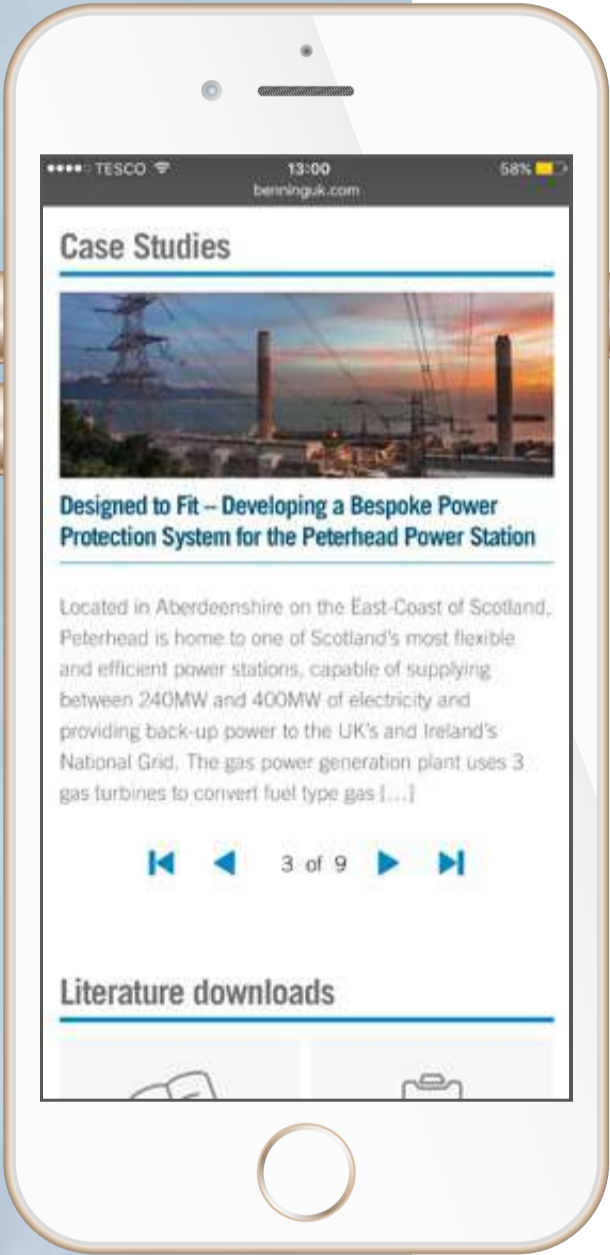 TESCO 13:00 58%
benninguk.com
Case Studies
Designed to Fit – Developing a Bespoke Power
Protection System for the Peterhead Power Station
Located in Aberdeenshire on the East-Coast of Scotland,
Peterhead is home to one of Scotland's most flexible
and efficient power stations, capable of supplying
between 240MW and 400MW of electricity and
providing back-up power to the UK's and Ireland's
National Grid. The gas power generation plant uses 3
gas turbines to convert fuel type gas [...]
3 of 9
Literature downloads